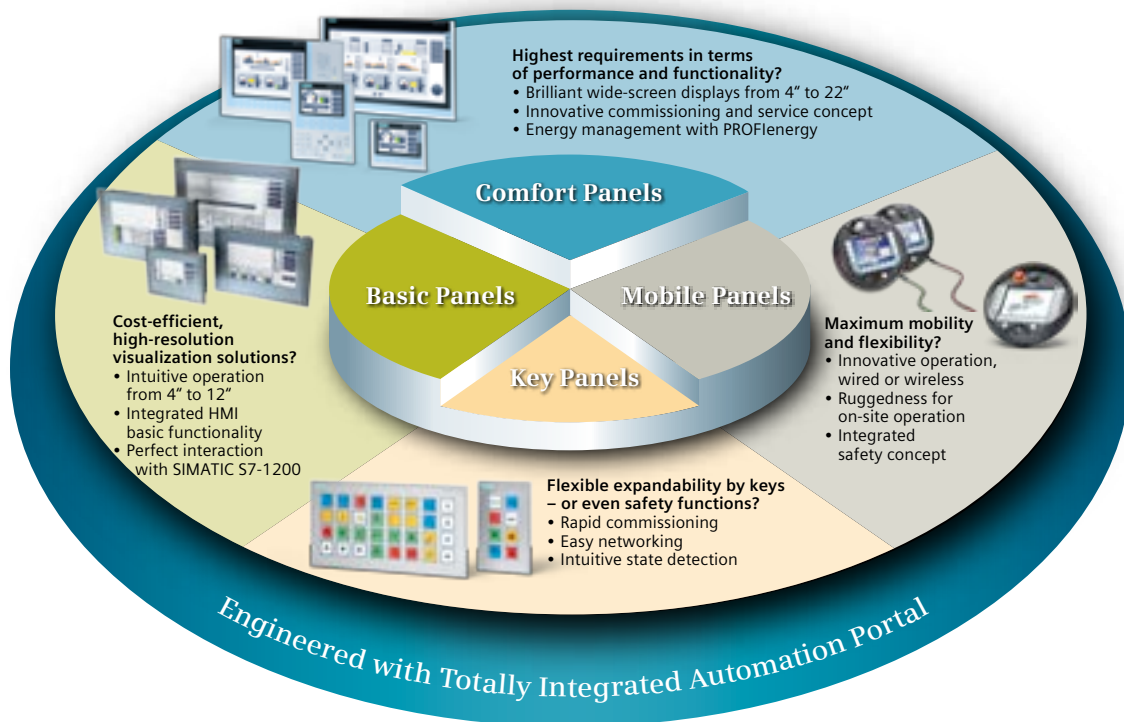 Highest requirements in terms
of performance and functionality?
• Brilliant wide-screen displays from 4“ to 22“
• Innovative commissioning and service concept
• Energy management with PROFIenergy
Comfort Panels
Basic Panels
Mobile Panels
Key Panels
Cost-efficient,
high-resolution
visualization solutions?
• Intuitive operation
from 4“ to 12“
• Integrated HMI
basic functionality
• Perfect interaction
with SIMATIC S7-1200
Maximum mobility
and flexibility?
• Innovative operation,
wired or wireless
• Ruggedness for
on-site operation
• Integrated
safety concept
Flexible expandability by keys
– or even safety functions?
• Rapid commissioning
• Easy networking
• Intuitive state detection
Engineered with Totally Integrated Automation Portal